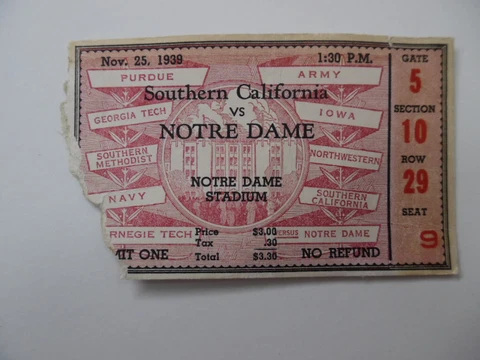 Nov. 25, 1939 1:30 P.M.
PURDUE ARMY
Southern California
VS
NOTRE DAME
GEORGIA TECH IOWA
SOUTHERN METHODIST NORTHWESTERN
NAVY SOUTHERN CALIFORNIA
NOTRE DAME
STADIUM
RNEGIE TECH VERSUS NOTRE DAME
Price $3.00
Tax .30
MIT ONE Total $3.30 NO REFUND
GATE
5
SECTION
10
ROW
29
SEAT
9